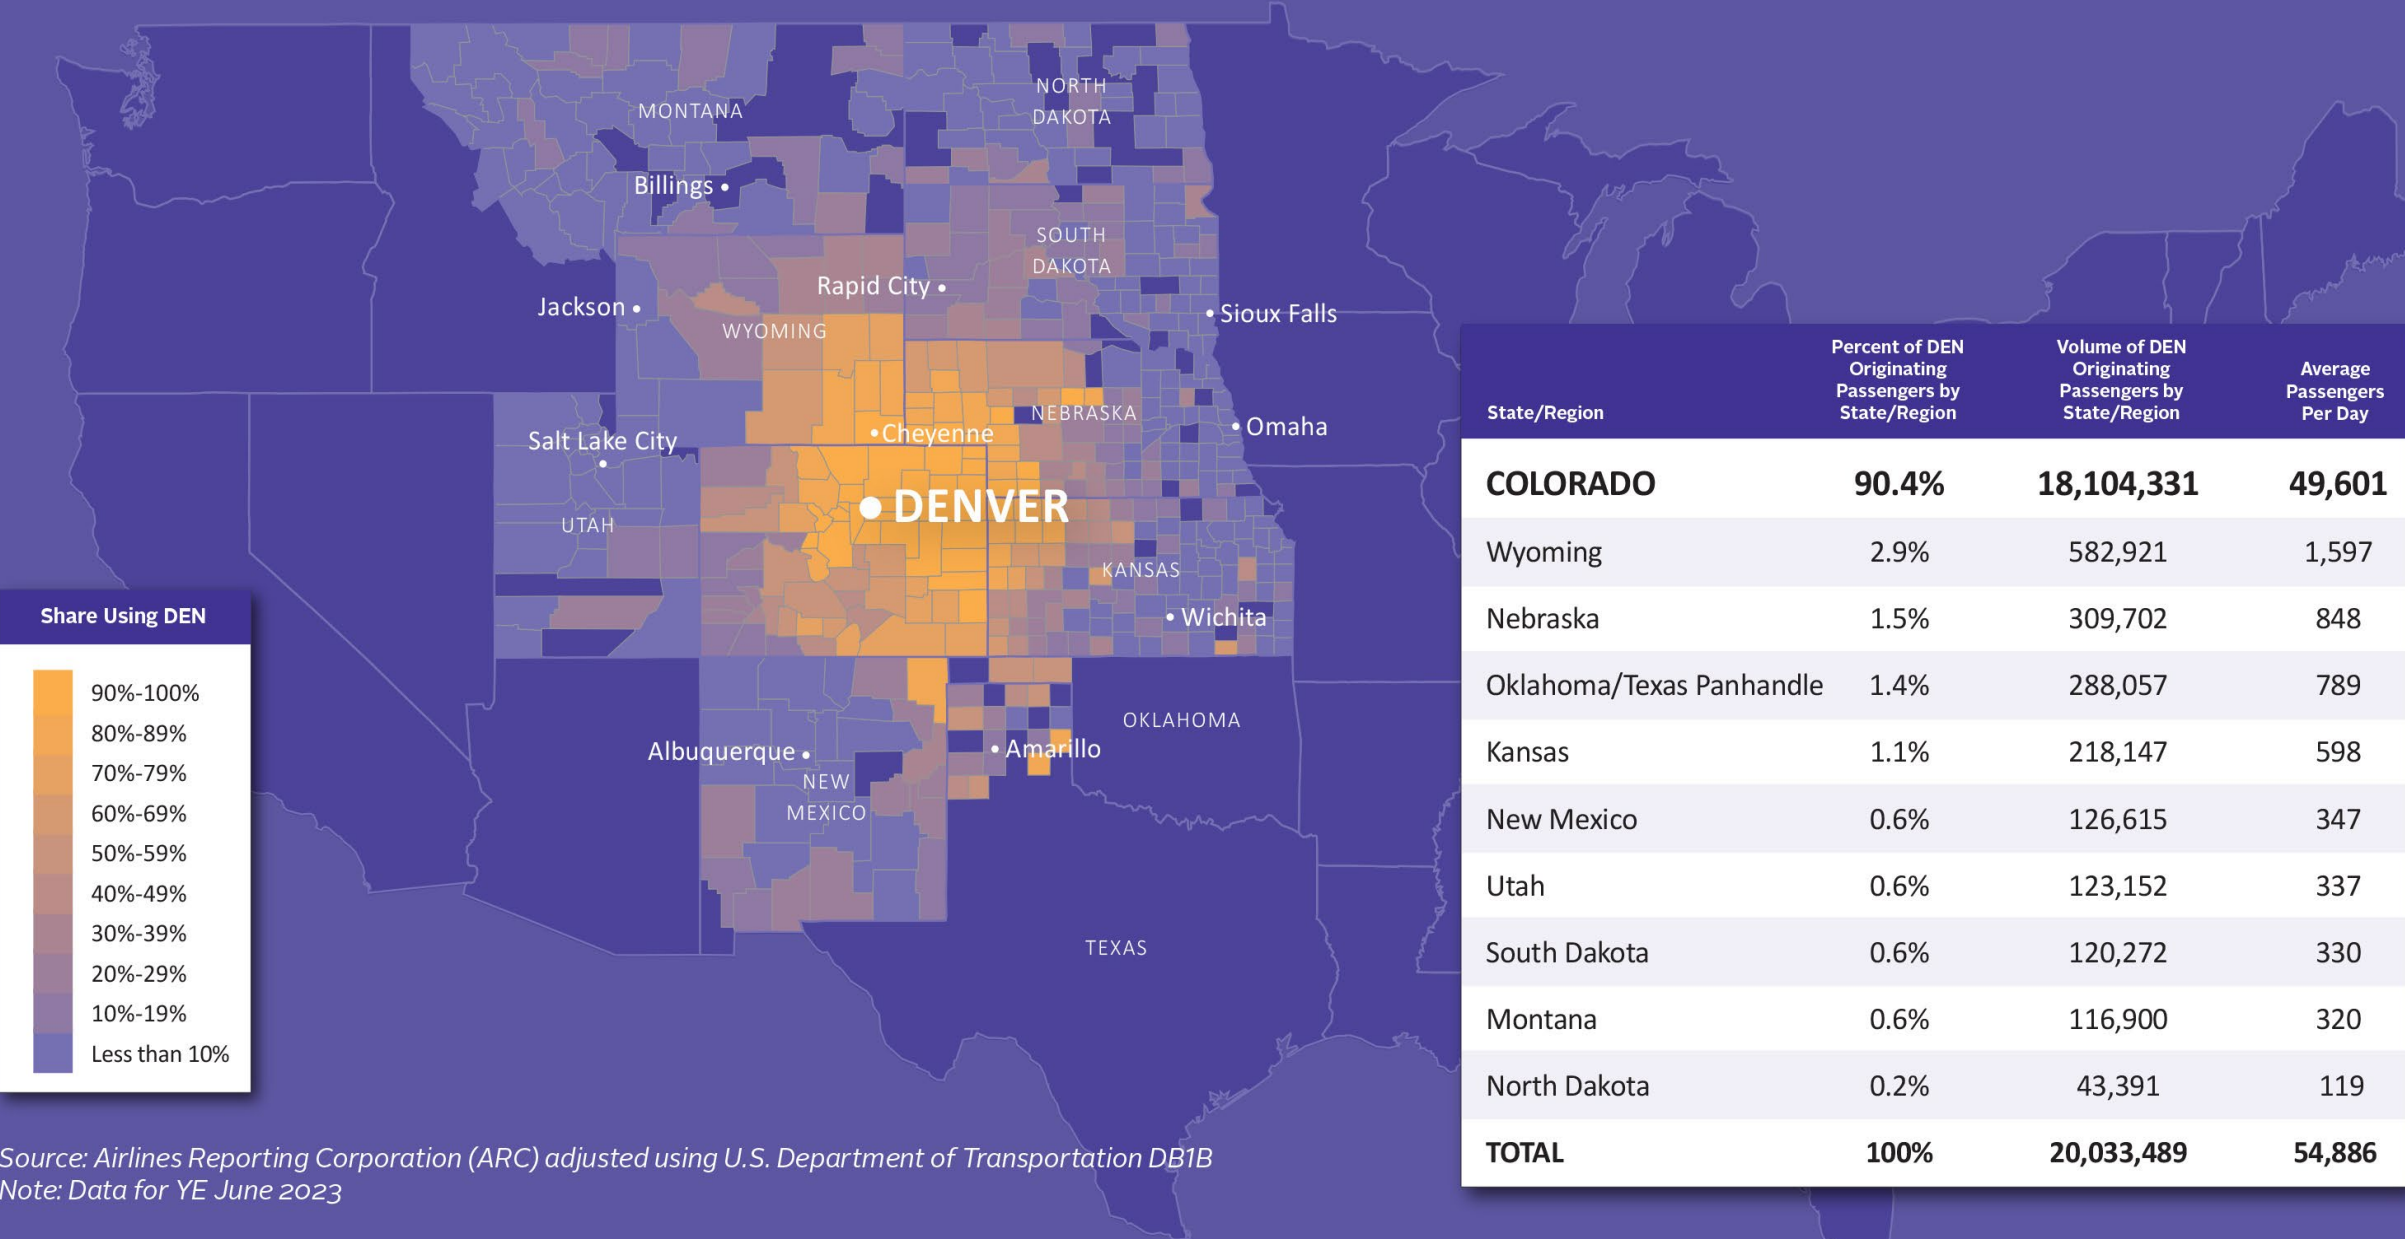 MONTANA
NORTH
DAKOTA
Billings
SOUTH
DAKOTA
Rapid City
Jackson
Sioux Falls
WYOMING
NEBRASKA
Omaha
Cheyenne
Salt Lake City
DENVER
UTAH
KANSAS
Wichita
OKLAHOMA
Albuquerque
Amarillo
NEW
MEXICO
TEXAS
Share Using DEN
90%-100%
80%-89%
70%-79%
60%-69%
50%-59%
40%-49%
30%-39%
20%-29%
10%-19%
Less than 10%
State/Region
Percent of DEN
Originating
Passengers by
State/Region
Volume of DEN
Originating
Passengers by
State/Region
Average
Passengers
Per Day
COLORADO 90.4% 18,104,331 49,601
Wyoming 2.9% 582,921 1,597
Nebraska 1.5% 309,702 848
Oklahoma/Texas Panhandle 1.4% 288,057 789
Kansas 1.1% 218,147 598
New Mexico 0.6% 126,615 347
Utah 0.6% 123,152 337
South Dakota 0.6% 120,272 330
Montana 0.6% 116,900 320
North Dakota 0.2% 43,391 119
TOTAL 100% 20,033,489 54,886
Source: Airlines Reporting Corporation (ARC) adjusted using U.S. Department of Transportation DB1B
Note: Data for YE June 2023